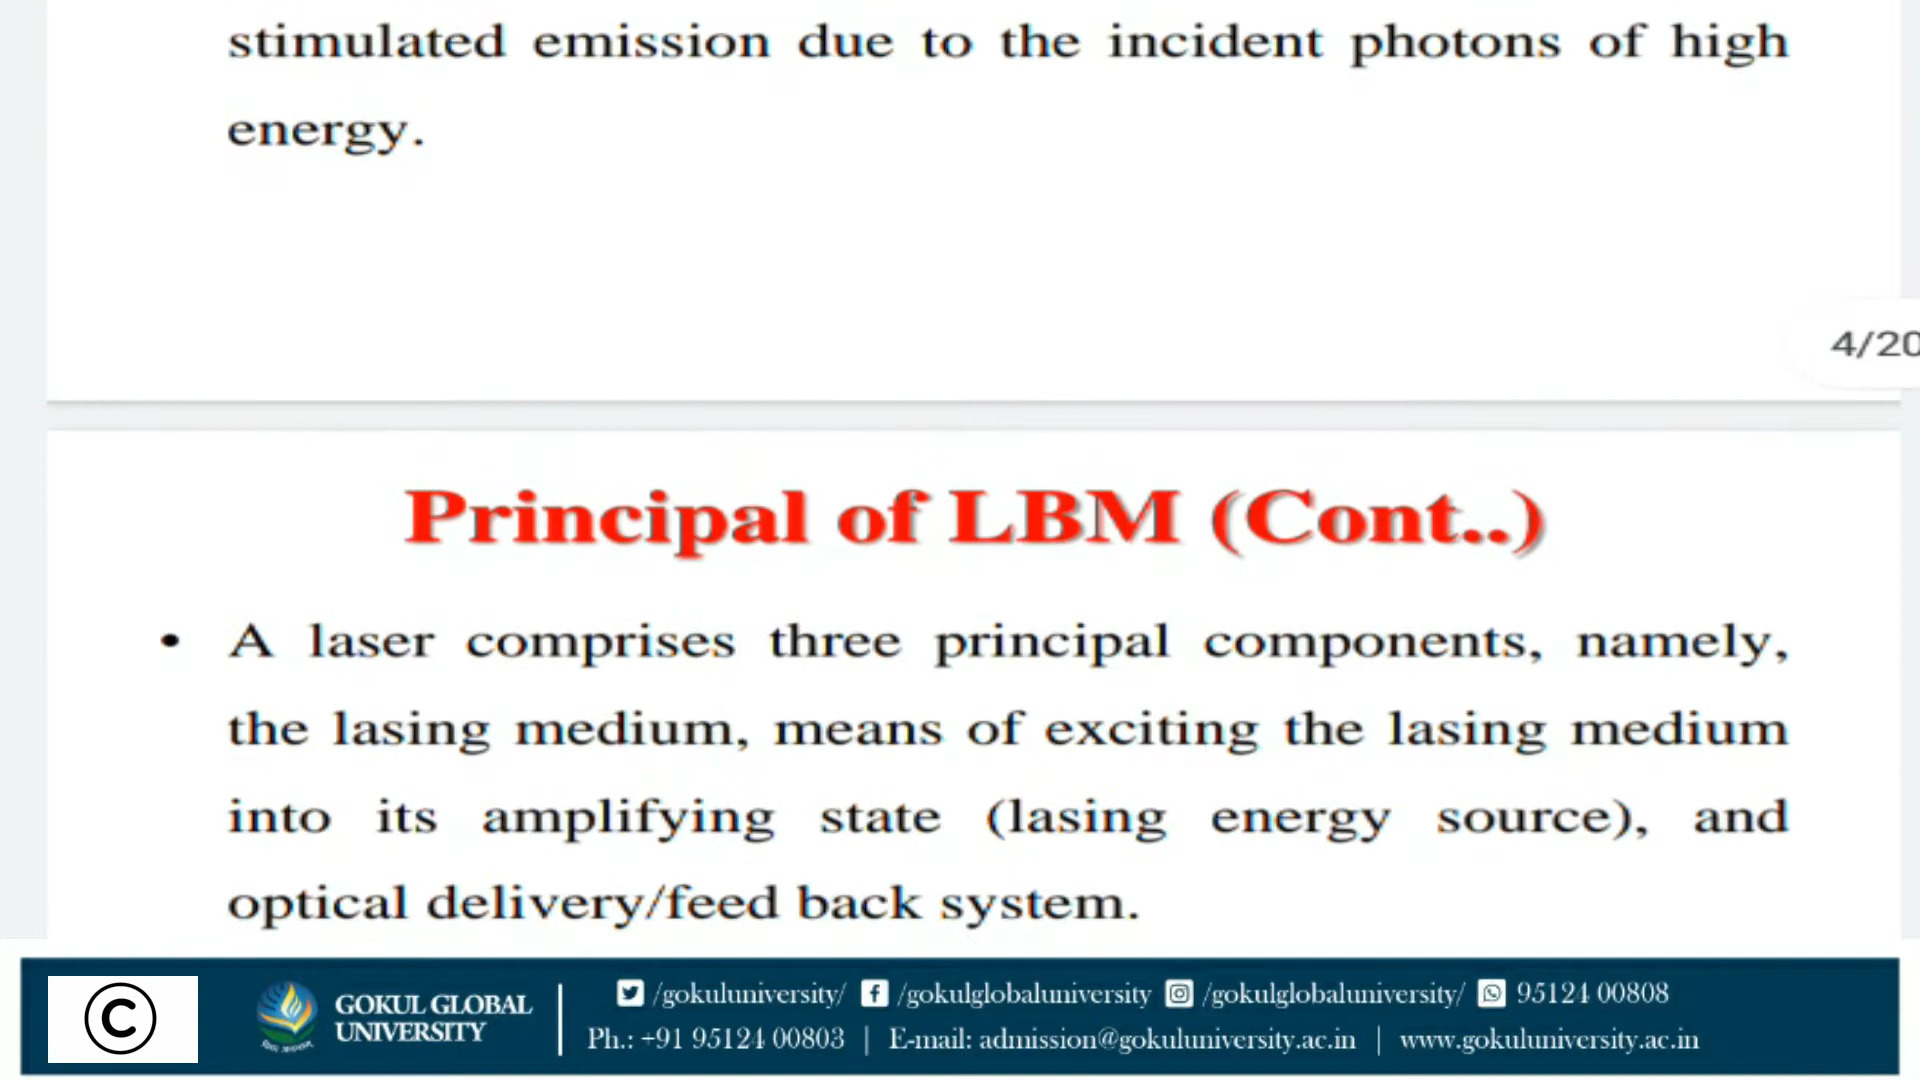 stimulated emission due to the incident photons of high
energy.
4/20
Principal of LBM (Cont..)
• A laser comprises three principal components, namely,
the lasing medium, means of exciting the lasing medium
into its amplifying state (lasing energy source), and
optical delivery/feed back system.
©
GOKUL GLOBAL
UNIVERSITY
/gokuluniversity/ /gokulglobaluniversity /gokulglobaluniversity/ 95124 00808
Ph.: +91 95124 00803 | E-mail: admission@gokuluniversity.ac.in | www.gokuluniversity.ac.in